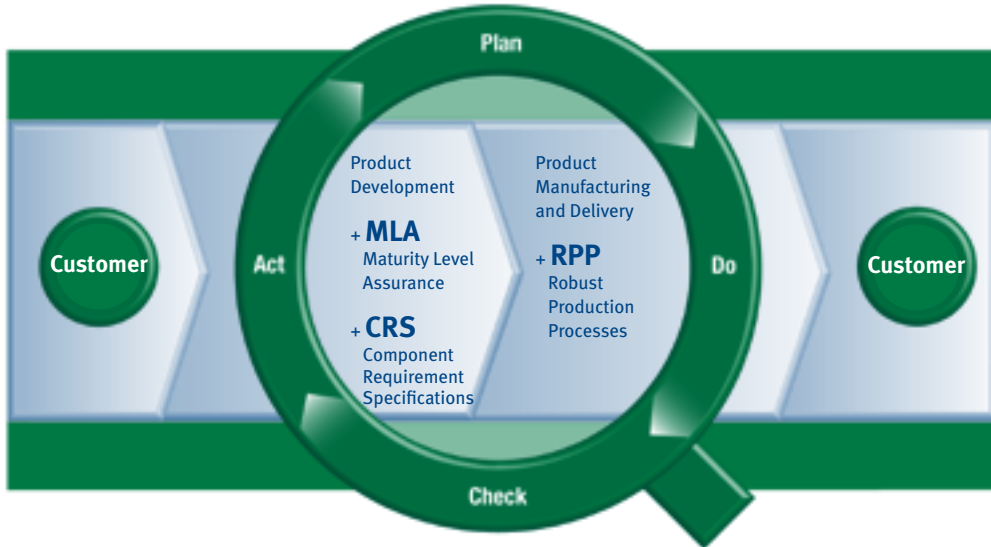 Plan
Product
Development
+ MLA
Maturity Level
Assurance
+ CRS
Component
Requirement
Specifications
Product
Manufacturing
and Delivery
+ RPP
Robust
Production
Processes
Customer
Act
Do
Customer
Check